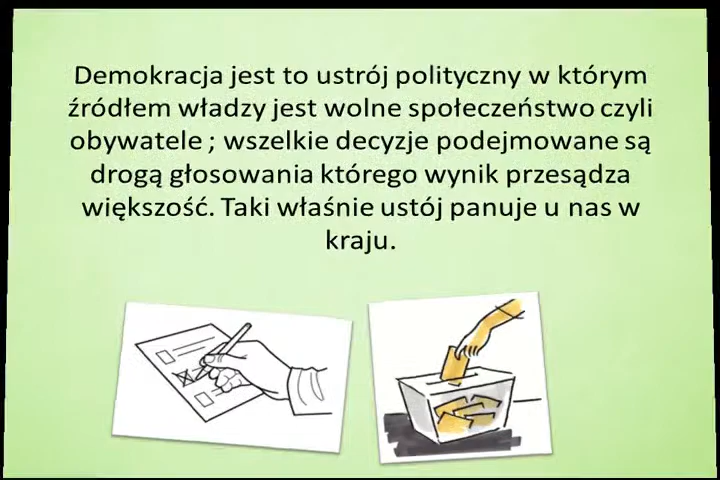 Demokracja jest to ustrój polityczny w którym
źródłem władzy jest wolne społeczeństwo czyli
obywatele ; wszelkie decyzje podejmowane są
drogą głosowania którego wynik przesądza
większość. Taki właśnie ustój panuje u nas w
kraju.